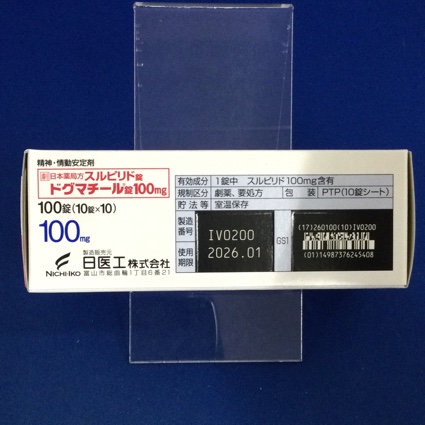 精神・情動安定剤
劇 日本薬局方 スルピリド錠
ドグマチール錠100mg
100錠(10錠×10)
100mg
製造販売元
NICHI-IKO
日医工株式会社
富山市総曲輪1丁目6番21
有効成分 1錠中 スルピリド100mg含有
規制区分 劇薬、要処方 包装 PTP(10錠シート)
貯法等 室温保存
製造番号 IV0200
使用期限 2026.01
GS1
(17)260100(10)IV0200
(01)14987376245408